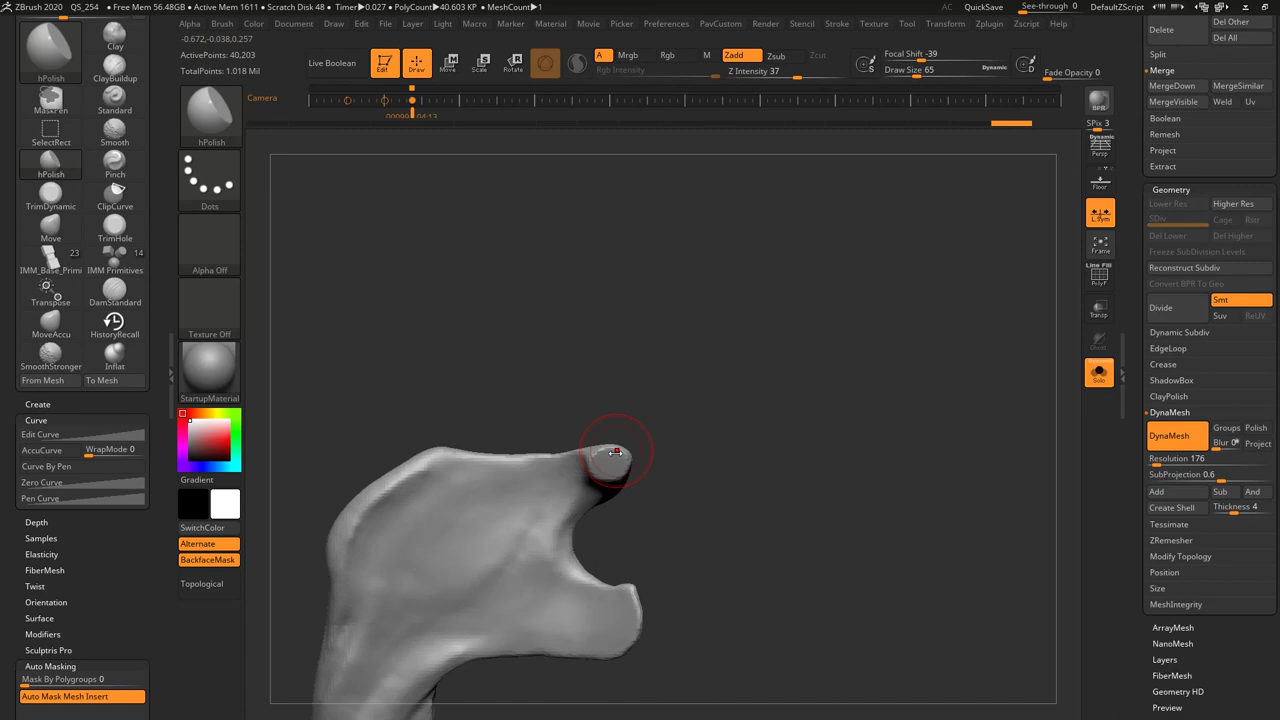 ZBrush 2020 QS_254 • Free Mem 56.48GB • Active Mem 1611 • Scratch Disk 48 • Timer▶0.027 • PolyCount▶40.603 KP • MeshCount▶1
AC QuickSave See-through 0 DefaultZScript
Alpha Brush Color Document Draw Edit File Layer Light Macro Marker Material Movie Picker Preferences PavCustom Render Stencil Stroke Texture Tool Transform Zplugin Zscript
-0.672,-0.038,0.257
ActivePoints: 40,203
TotalPoints: 1.018 Mil
Live Boolean
Edit
Draw
Move
Scale
Rotate
A Mrgb Rgb M Zadd Zsub Zcut
Rgb Intensity
Z Intensity 37
Focal Shift -39
Draw Size 65 Dynamic
S
D
Fade Opacity 0
Camera
hPolish
Clay
ClayBuildup
MaskPen
Standard
SelectRect
Smooth
hPolish
Pinch
TrimDynamic
ClipCurve
Move
TrimHole
23
14
IMM_Base_Primi
IMM Primitives
Transpose
DamStandard
MoveAccu
HistoryRecall
SmoothStronger
Inflat
From Mesh
To Mesh
Create
Curve
Edit Curve
AccuCurve
WrapMode 0
Curve By Pen
Zero Curve
Pen Curve
Depth
Samples
Elasticity
FiberMesh
Twist
Orientation
Surface
Modifiers
Sculptris Pro
Auto Masking
Mask By Polygroups 0
Auto Mask Mesh Insert
hPolish
Dots
Alpha Off
Texture Off
StartupMaterial
Gradient
SwitchColor
Alternate
BackfaceMask
Topological
BPR
SPix 3
Dynamic
Persp
Floor
L.Sym
Frame
Line Fill
PolyF
Transp
Ghost
Solo
Delete
Del Other
Del All
Split
Merge
MergeDown
MergeSimilar
MergeVisible
Weld
Uv
Boolean
Remesh
Project
Extract
Geometry
Lower Res
Higher Res
SDiv
Cage
Rstr
Del Lower
Del Higher
Freeze SubDivision Levels
Reconstruct Subdiv
Convert BPR To Geo
Divide
Smt
Suv
ReUV
Dynamic Subdiv
EdgeLoop
Crease
ShadowBox
ClayPolish
DynaMesh
DynaMesh
Groups
Polish
Blur 0
Project
Resolution 176
SubProjection 0.6
Add
Sub
And
Create Shell
Thickness 4
Tessimate
ZRemesher
Modify Topology
Position
Size
MeshIntegrity
ArrayMesh
NanoMesh
Layers
FiberMesh
Geometry HD
Preview